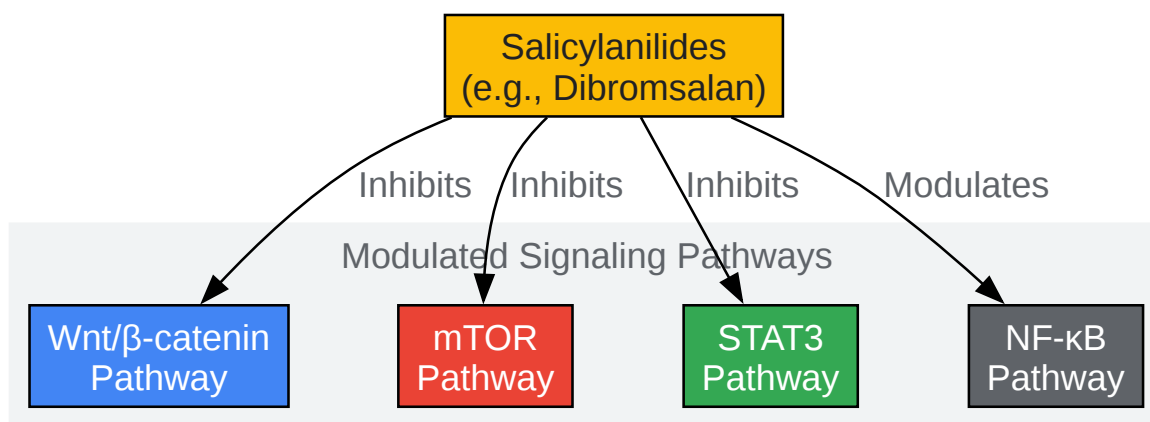 Salicylanilides
(e.g., Dibromsalan)
Inhibits
Inhibits
Inhibits
Modulates
Modulated Signaling Pathways
Wnt/β-catenin
Pathway
mTOR
Pathway
STAT3
Pathway
NF-κB
Pathway